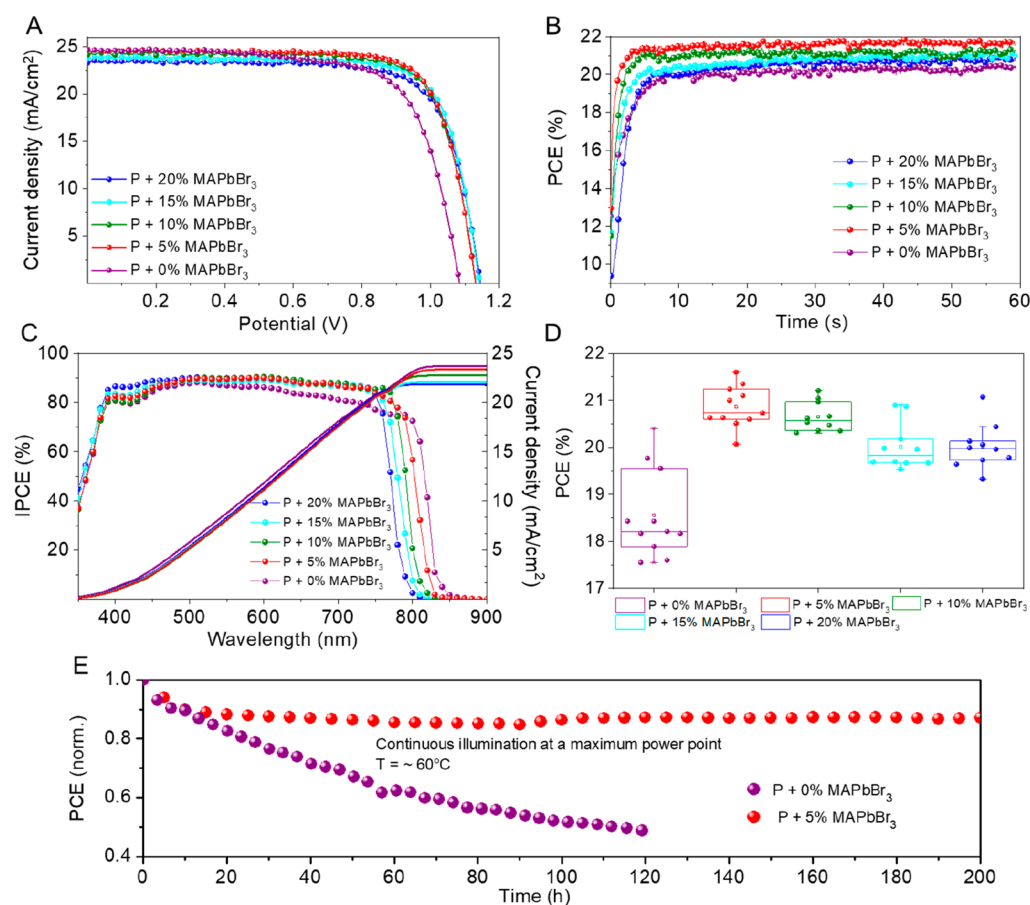 A
Current density (mA/cm2)
25
20
15
10
5
P + 20% MAPbBr3
P + 15% MAPbBr3
P + 10% MAPbBr3
P + 5% MAPbBr3
P + 0% MAPbBr3
0.2 0.4 0.6 0.8 1.0 1.2
Potential (V)
B
PCE (%)
22
20
18
16
14
12
10
P + 20% MAPbBr3
P + 15% MAPbBr3
P + 10% MAPbBr3
P + 5% MAPbBr3
P + 0% MAPbBr3
0 10 20 30 40 50 60
Time (s)
C
IPCE (%)
100
80
60
40
20
P + 20% MAPbBr3
P + 15% MAPbBr3
P + 10% MAPbBr3
P + 5% MAPbBr3
P + 0% MAPbBr3
25
20
15
10
5
Current density (mA/cm2)
400 500 600 700 800 900
Wavelength (nm)
D
PCE (%)
22
21
20
19
18
17
P + 0% MAPbBr3 P + 5% MAPbBr3 P + 10% MAPbBr3
P + 15% MAPbBr3 P + 20% MAPbBr3
E
PCE (norm.)
1.0
0.8
0.6
0.4
Continuous illumination at a maximum power point
T = ~ 60°C
P + 0% MAPbBr3
P + 5% MAPbBr3
0 20 40 60 80 100 120 140 160 180 200
Time (h)